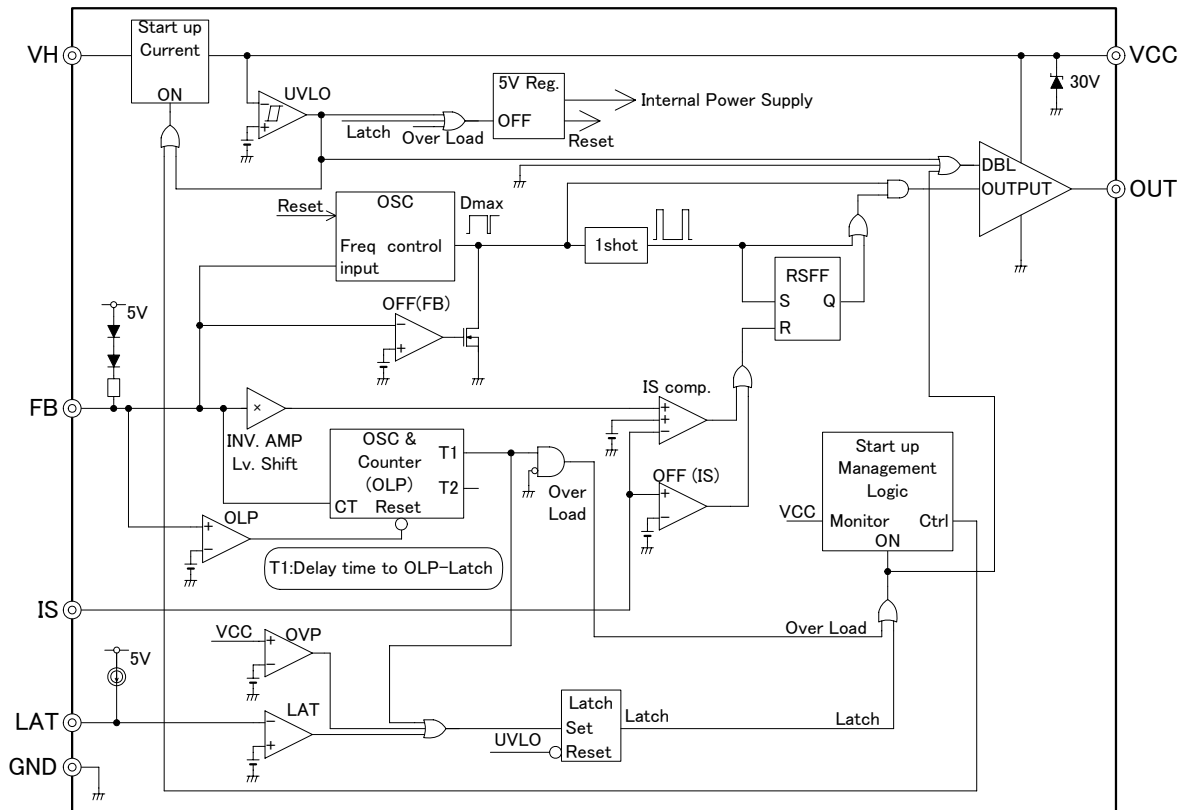 Start up
Current
ON
VH
VCC
UVLO
5V Reg.
OFF
Internal Power Supply
Reset
Latch
Over Load
30V
DBL
OUTPUT
OUT
Reset
OSC
Freq control
input
Dmax
1shot
RSFF
S
Q
R
5V
OFF(FB)
FB
×
INV. AMP
Lv. Shift
IS comp.
OSC &
Counter
(OLP)
T1
T2
CT
Reset
Over
Load
OFF (IS)
OLP
T1:Delay time to OLP-Latch
Start up
Management
Logic
VCC
Monitor
Ctrl
ON
IS
Over Load
VCC
OVP
5V
LAT
LAT
Latch
Set
Reset
UVLO
Latch
Latch
GND